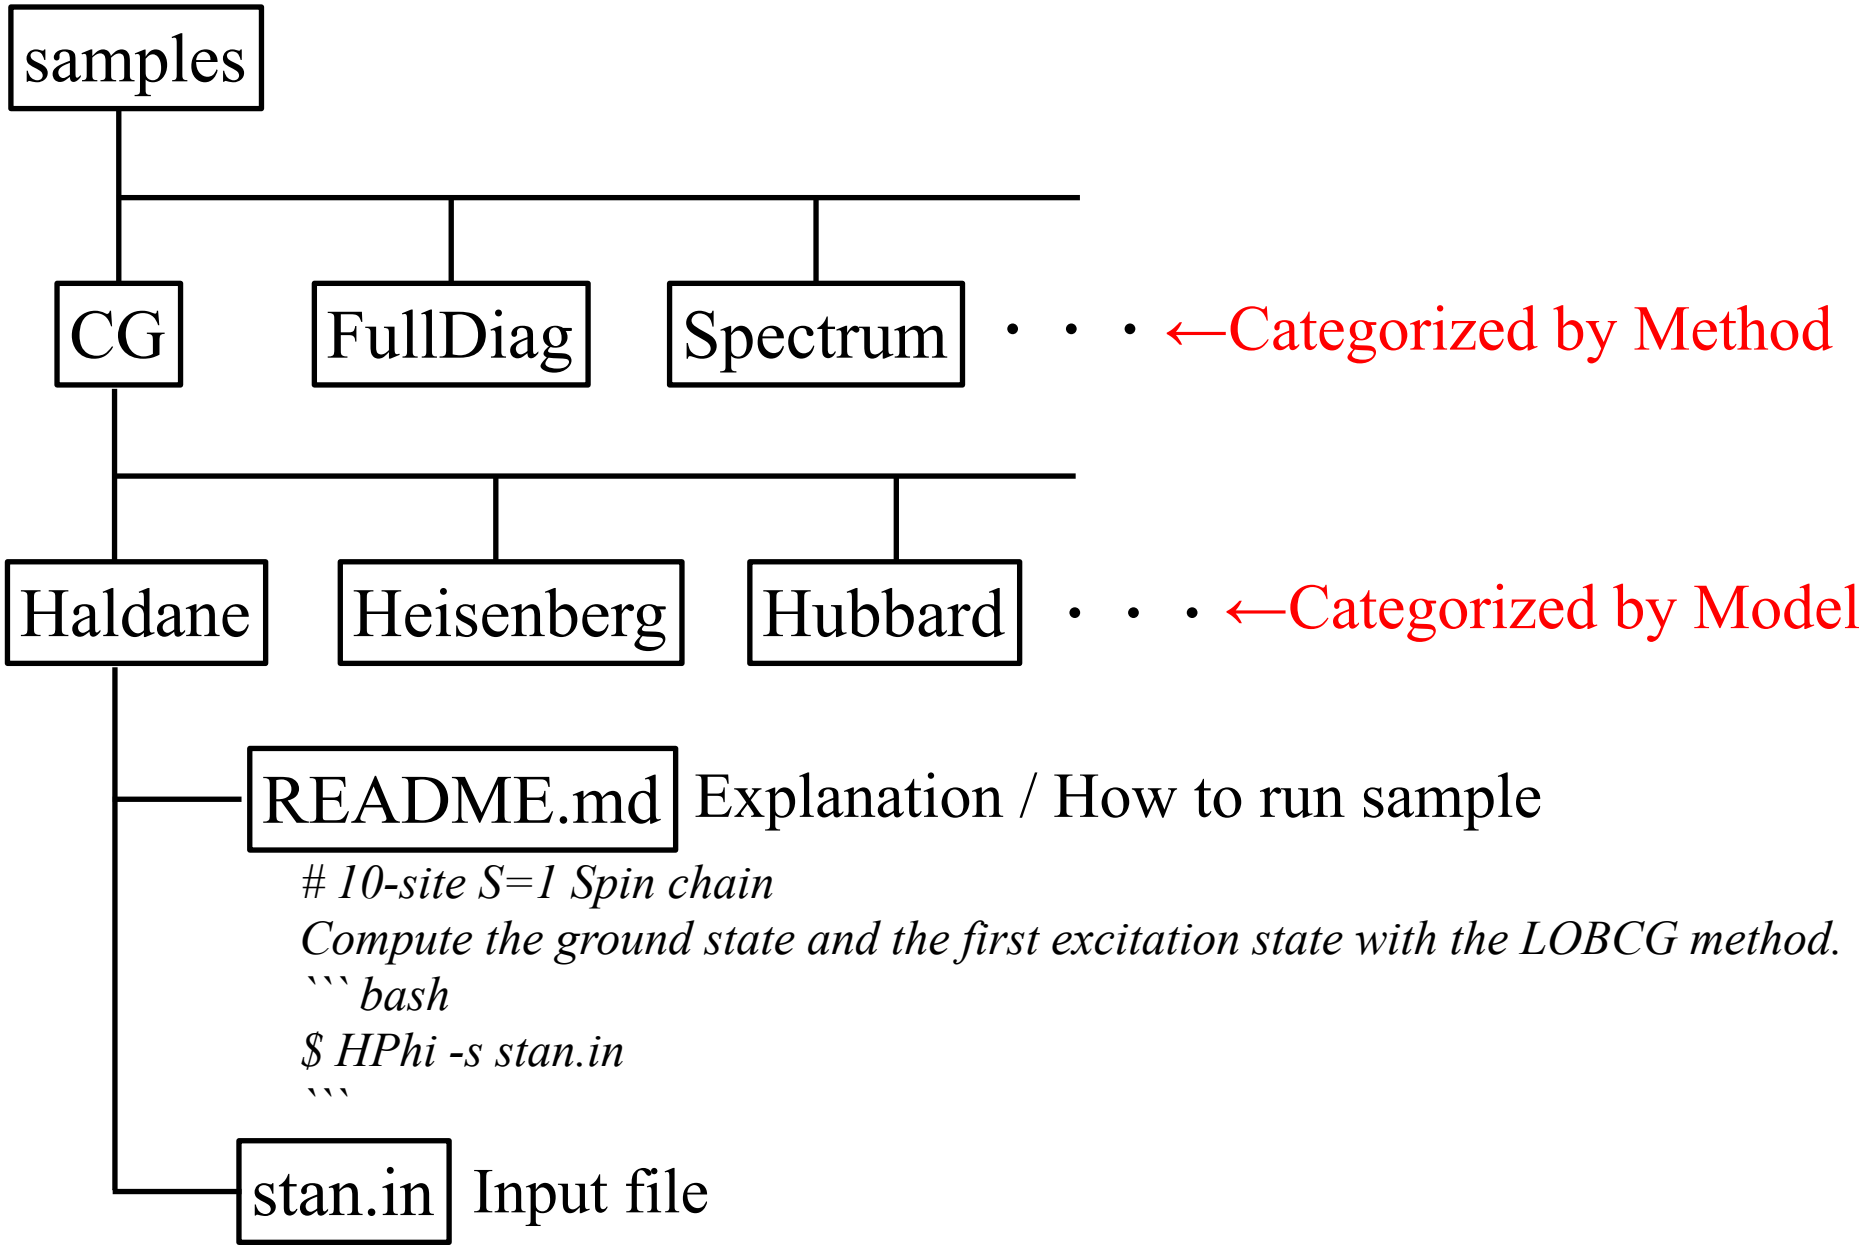 samples
CG FullDiag Spectrum · · · ←Categorized by Method
Haldane Heisenberg Hubbard · · · ←Categorized by Model
README.md Explanation / How to run sample
# 10-site S=1 Spin chain
Compute the ground state and the first excitation state with the LOBCG method.
``` bash
$ HPhi -s stan.in
```
stan.in Input file